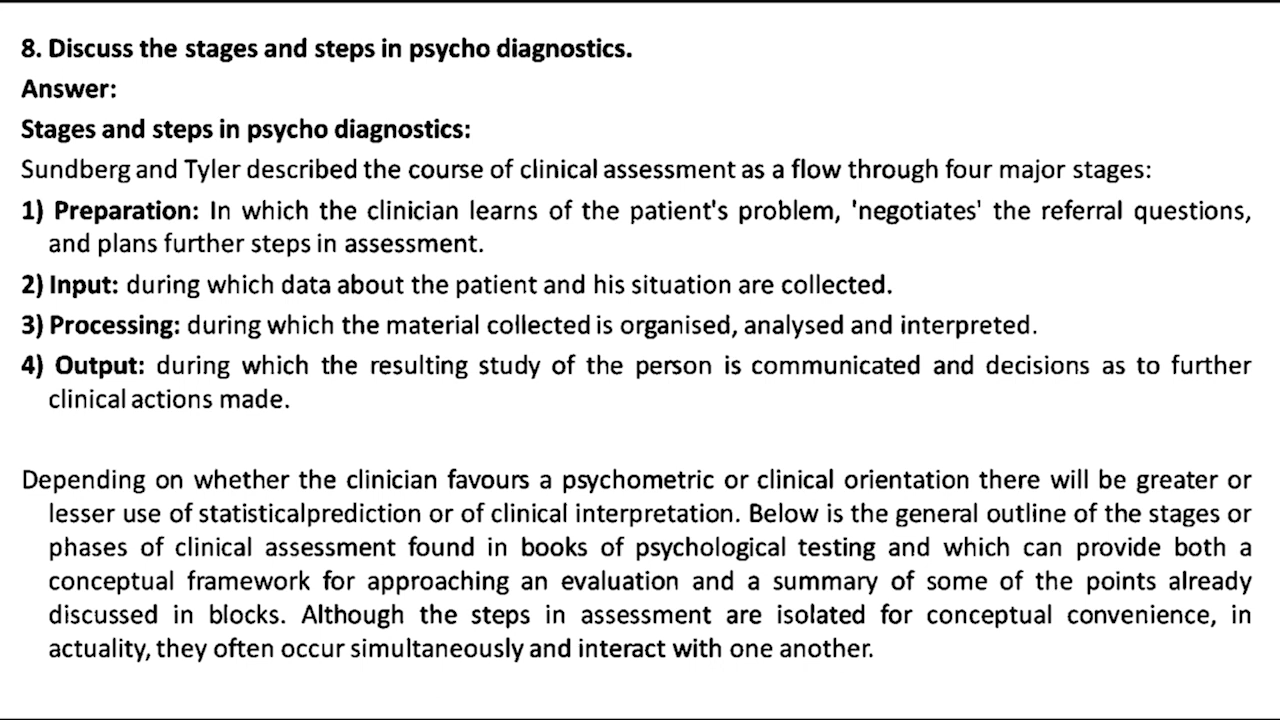 8. Discuss the stages and steps in psycho diagnostics.
Answer:
Stages and steps in psycho diagnostics:
Sundberg and Tyler described the course of clinical assessment as a flow through four major stages:
1) Preparation: In which the clinician learns of the patient's problem, 'negotiates' the referral questions,
and plans further steps in assessment.
2) Input: during which data about the patient and his situation are collected.
3) Processing: during which the material collected is organised, analysed and interpreted.
4) Output: during which the resulting study of the person is communicated and decisions as to further
clinical actions made.
Depending on whether the clinician favours a psychometric or clinical orientation there will be greater or
lesser use of statisticalprediction or of clinical interpretation. Below is the general outline of the stages or
phases of clinical assessment found in books of psychological testing and which can provide both a
conceptual framework for approaching an evaluation and a summary of some of the points already
discussed in blocks. Although the steps in assessment are isolated for conceptual convenience, in
actuality, they often occur simultaneously and interact with one another.